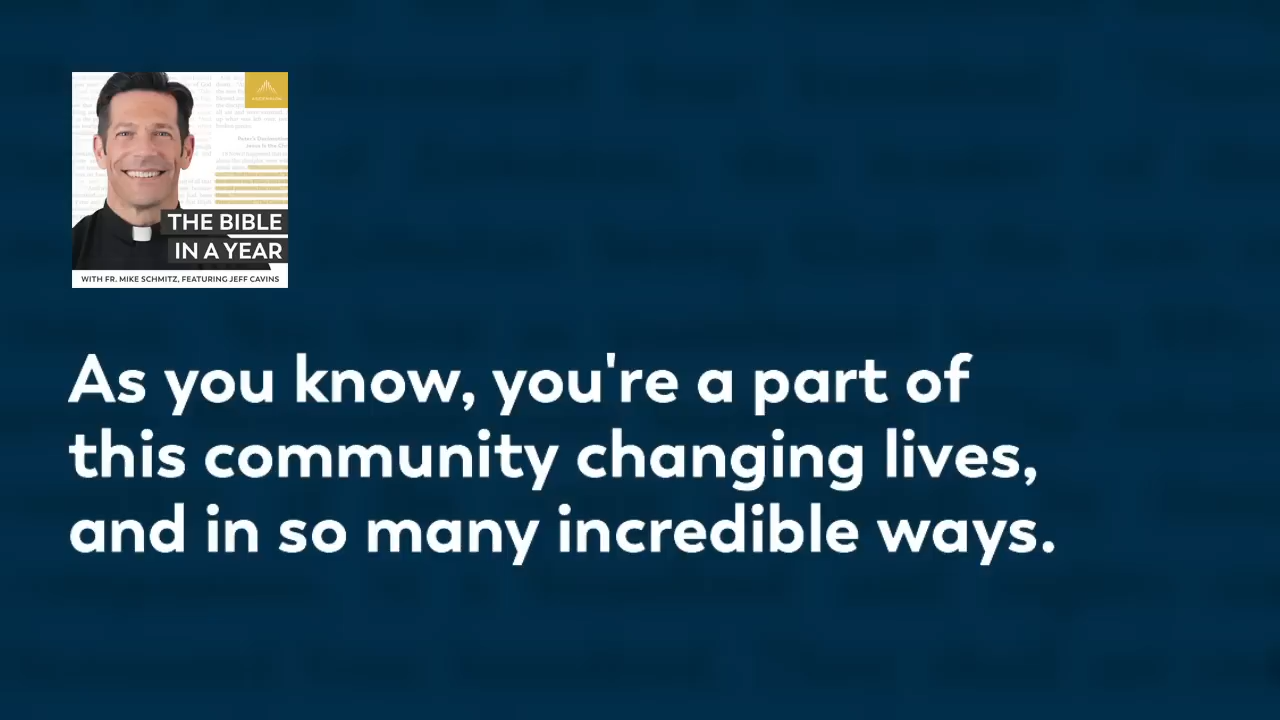 ASCENSION
THE BIBLE
IN A YEAR
WITH FR. MIKE SCHMITZ, FEATURING JEFF CAVINS
As you know, you're a part of
this community changing lives,
and in so many incredible ways.